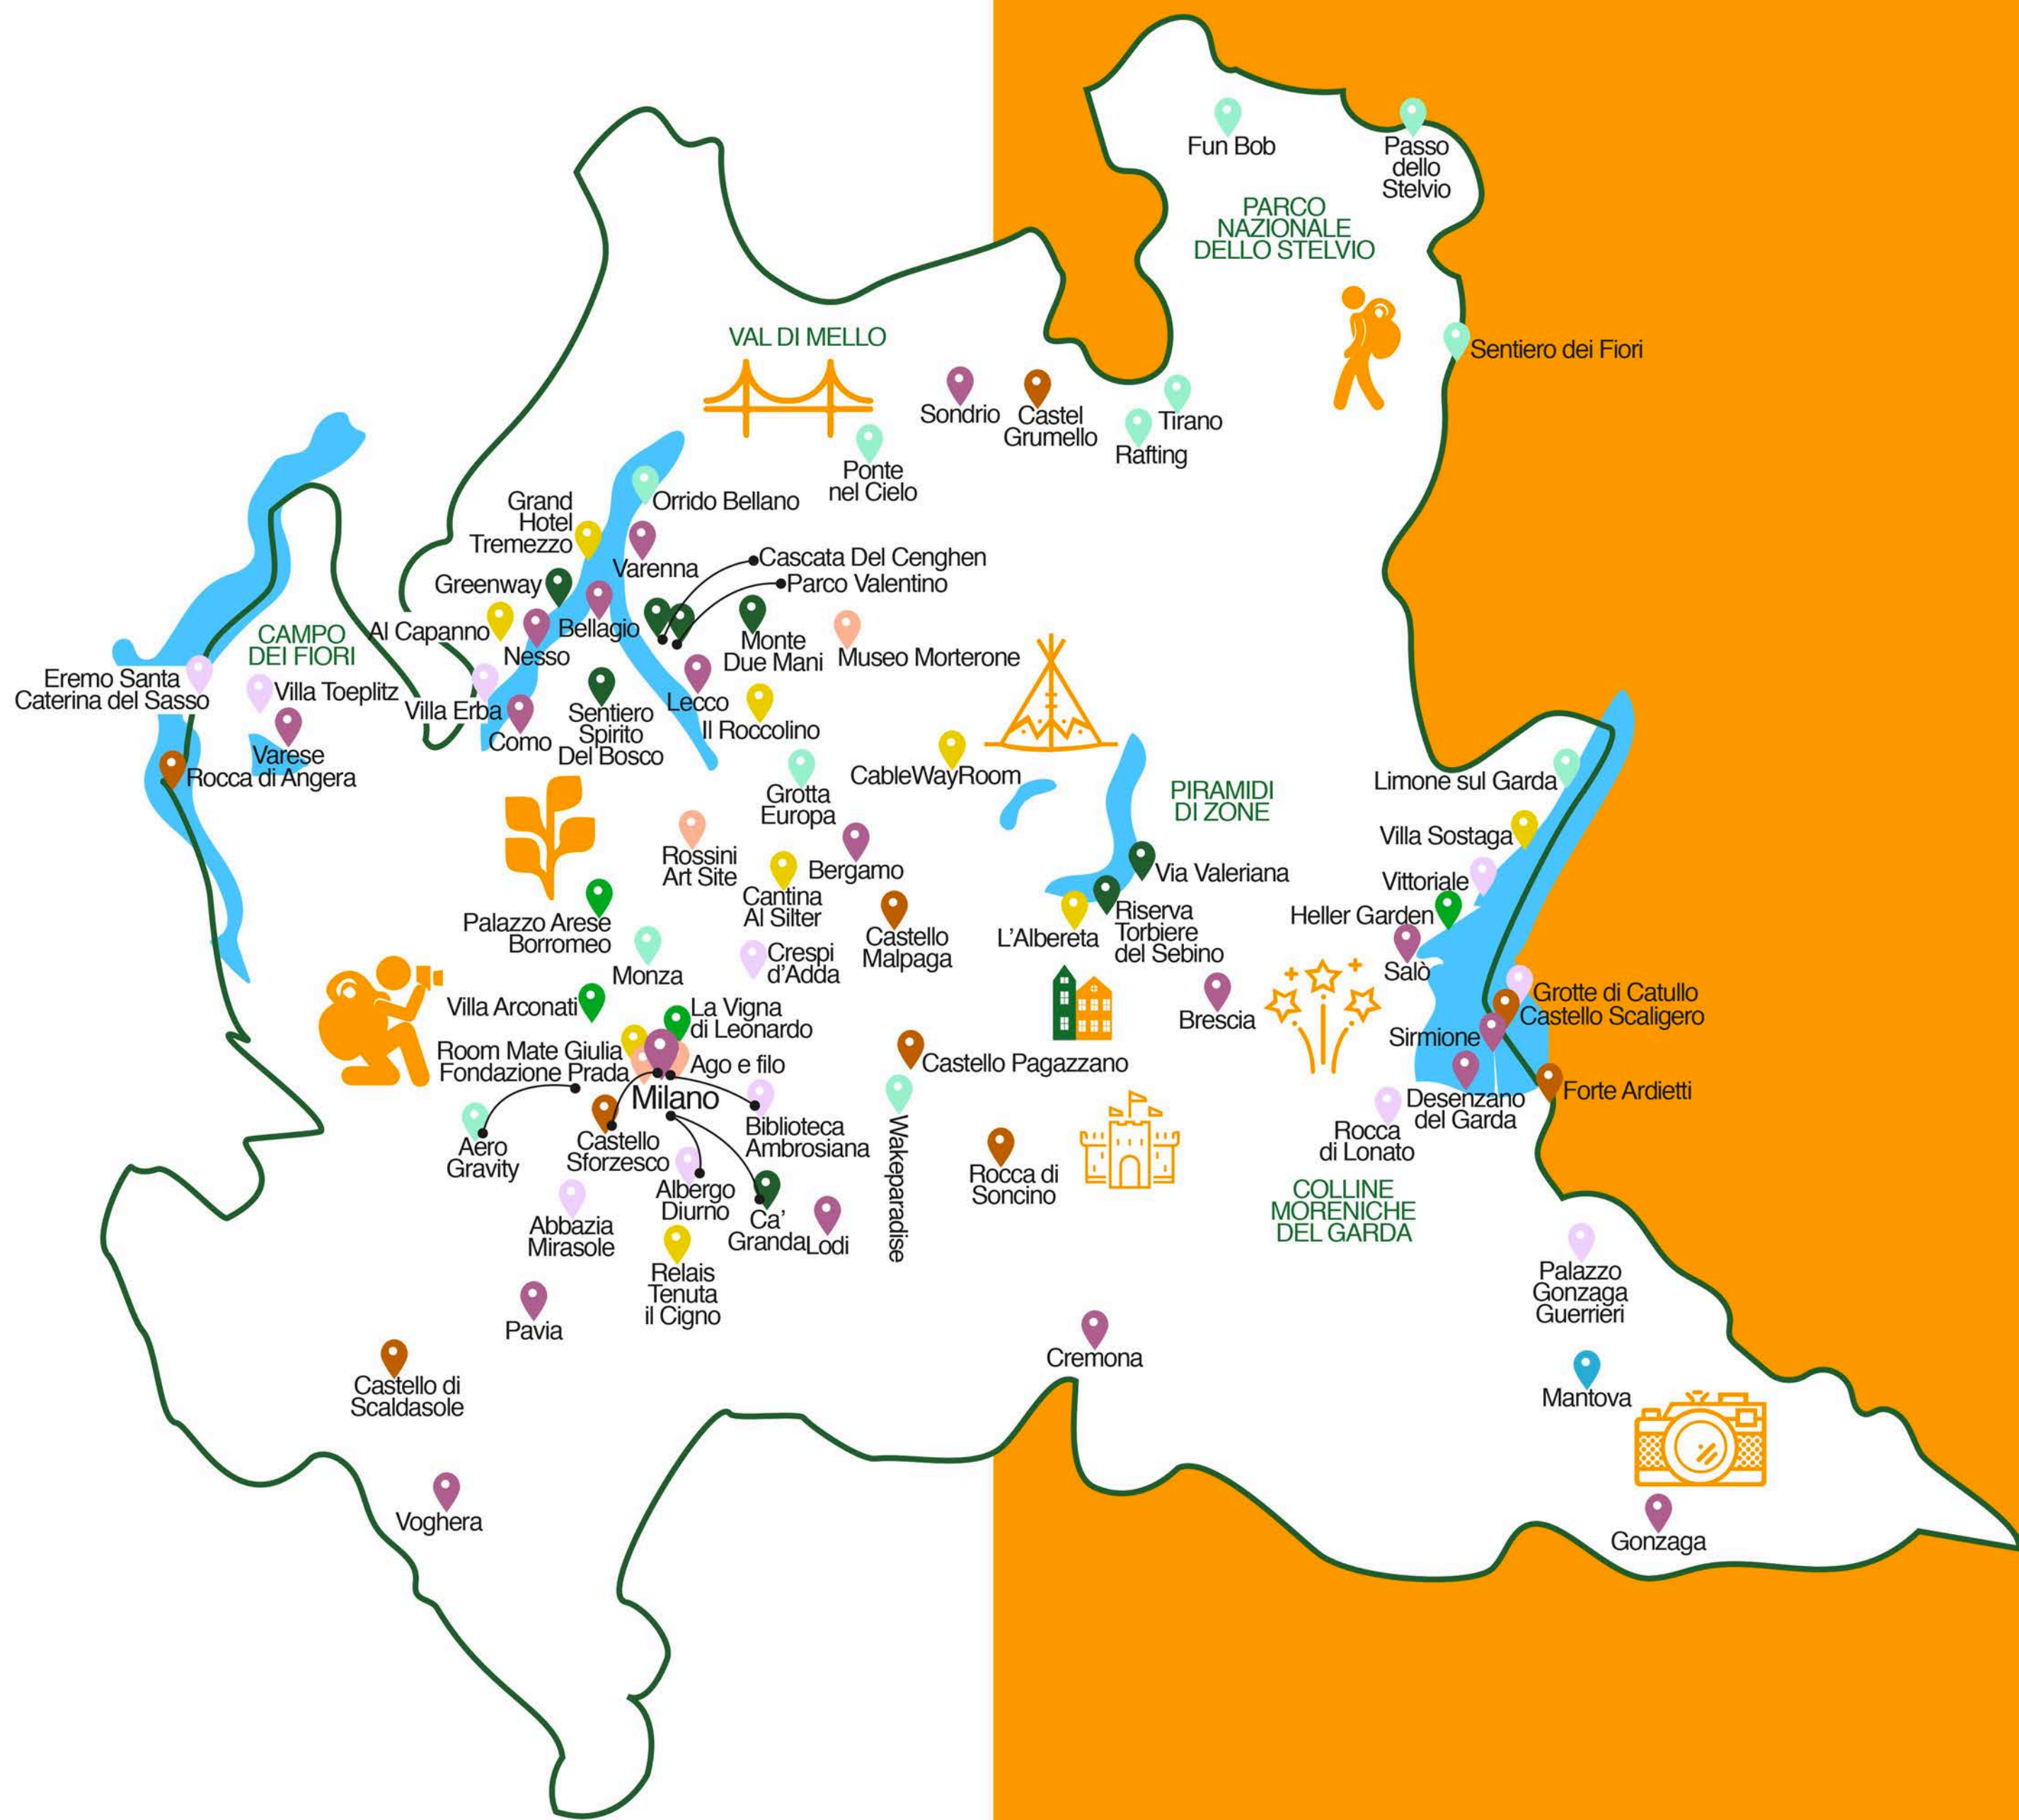 Fun Bob
Passo
dello
Stelvio
PARCO
NAZIONALE
DELLO STELVIO
VAL DI MELLO
Sentiero dei Fiori
Sondrio
Castel
Grumello
Tirano
Rafting
Ponte
nel Cielo
Orrido Bellano
Grand
Hotel
Tremezzo
Varenna
Cascata Del Cenghen
Parco Valentino
Greenway
Al Capanno
Bellagio
Nesso
Monte
Due Mani
Museo Morterone
CAMPO
DEI FIORI
Eremo Santa
Caterina del Sasso
Villa Toeplitz
Villa Erba
Como
Sentiero
Spirito
Del Bosco
Lecco
Il Roccolino
Varese
Rocca di Angera
CableWayRoom
Grotta
Europa
PIRAMIDI
DI ZONE
Limone sul Garda
Villa Sostaga
Rossini
Art Site
Bergamo
Cantina
Al Silter
Via Valeriana
Vittoriale
Heller Garden
Palazzo Arese
Borromeo
Castello
Malpaga
L'Albereta
Riserva
Torbiere
del Sebino
Crespi
d'Adda
Monza
Salò
Villa Arconati
La Vigna
di Leonardo
Brescia
Grotte di Catullo
Castello Scaligero
Sirmione
Room Mate Giulia
Fondazione Prada
Ago e filo
Castello Pagazzano
Milano
Forte Ardietti
Desenzano
del Garda
Rocca
di Lonato
Aero
Gravity
Castello
Sforzesco
Biblioteca
Ambrosiana
Wakeparadise
Rocca di
Soncino
Albergo
Diurno
Ca'
Granda
Lodi
Abbazia
Mirasole
COLLINE
MORENICHE
DEL GARDA
Relais
Tenuta
il Cigno
Palazzo
Gonzaga
Guerrieri
Pavia
Cremona
Castello di
Scaldasole
Mantova
Voghera
Gonzaga